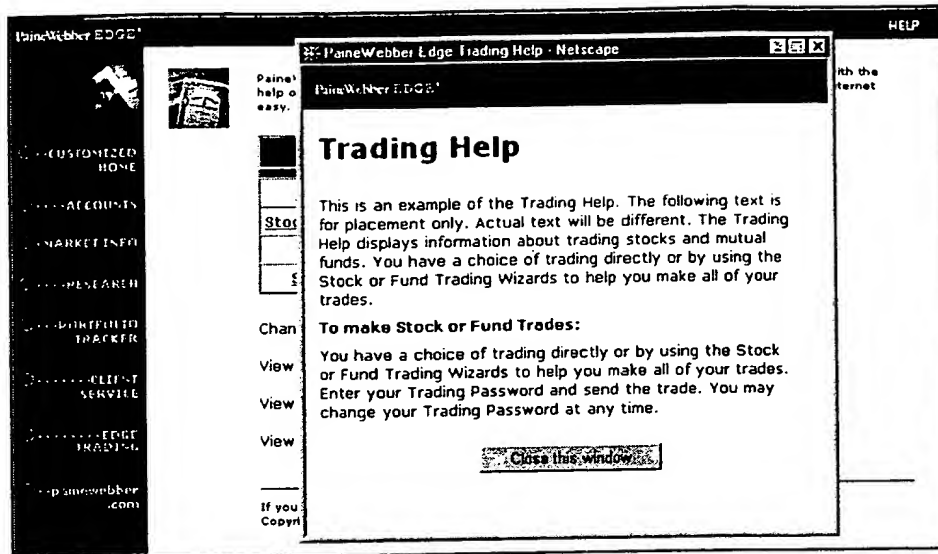 PaineWebber EDGE
HELP
CUSTOMIZED
HOME
ACCOUNTS
MARKET INFO
RESEARCH
PORTFOLIO
TRACKER
CLIENT
SERVICE
EDGE
TRADING
painewebber
.com
Paine
help o
easy.
ith the
ternet
Stoc
S
Chan
View
View
View
If you
Copyri
PaineWebber Edge Trading Help - Netscape
PaineWebber EDGE
Trading Help
This is an example of the Trading Help. The following text is
for placement only. Actual text will be different. The Trading
Help displays information about trading stocks and mutual
funds. You have a choice of trading directly or by using the
Stock or Fund Trading Wizards to help you make all of your
trades.
To make Stock or Fund Trades:
You have a choice of trading directly or by using the Stock
or Fund Trading Wizards to help you make all of your trades.
Enter your Trading Password and send the trade. You may
change your Trading Password at any time.
Close this window